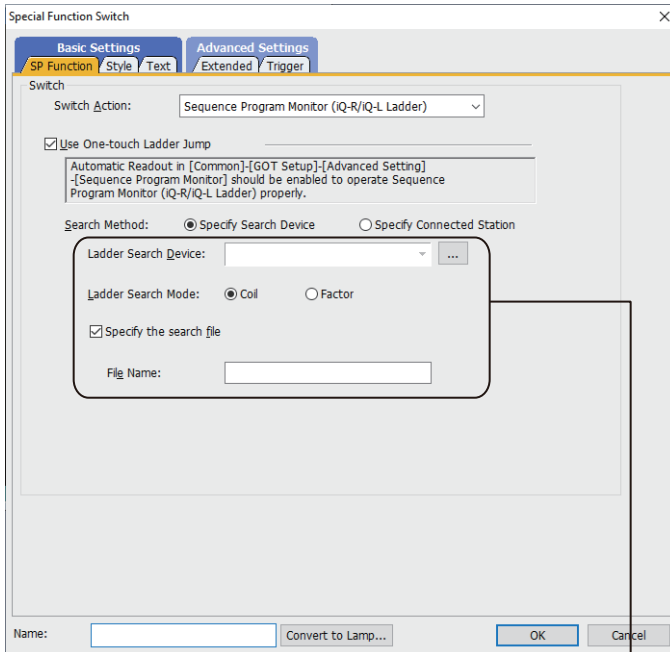 Special Function Switch
Basic Settings Advanced Settings
SP Function Style Text Extended Trigger
Switch
Switch Action: Sequence Program Monitor (iQ-R/iQ-L Ladder)
Use One-touch Ladder Jump
Automatic Readout in [Common]-[GOT Setup]-[Advanced Setting]
-[Sequence Program Monitor] should be enabled to operate Sequence
Program Monitor (iQ-R/iQ-L Ladder) properly.
Search Method: Specify Search Device Specify Connected Station
Ladder Search Device: ...
Ladder Search Mode: Coil Factor
Specify the search file
File Name:
Name: Convert to Lamp... OK Cancel